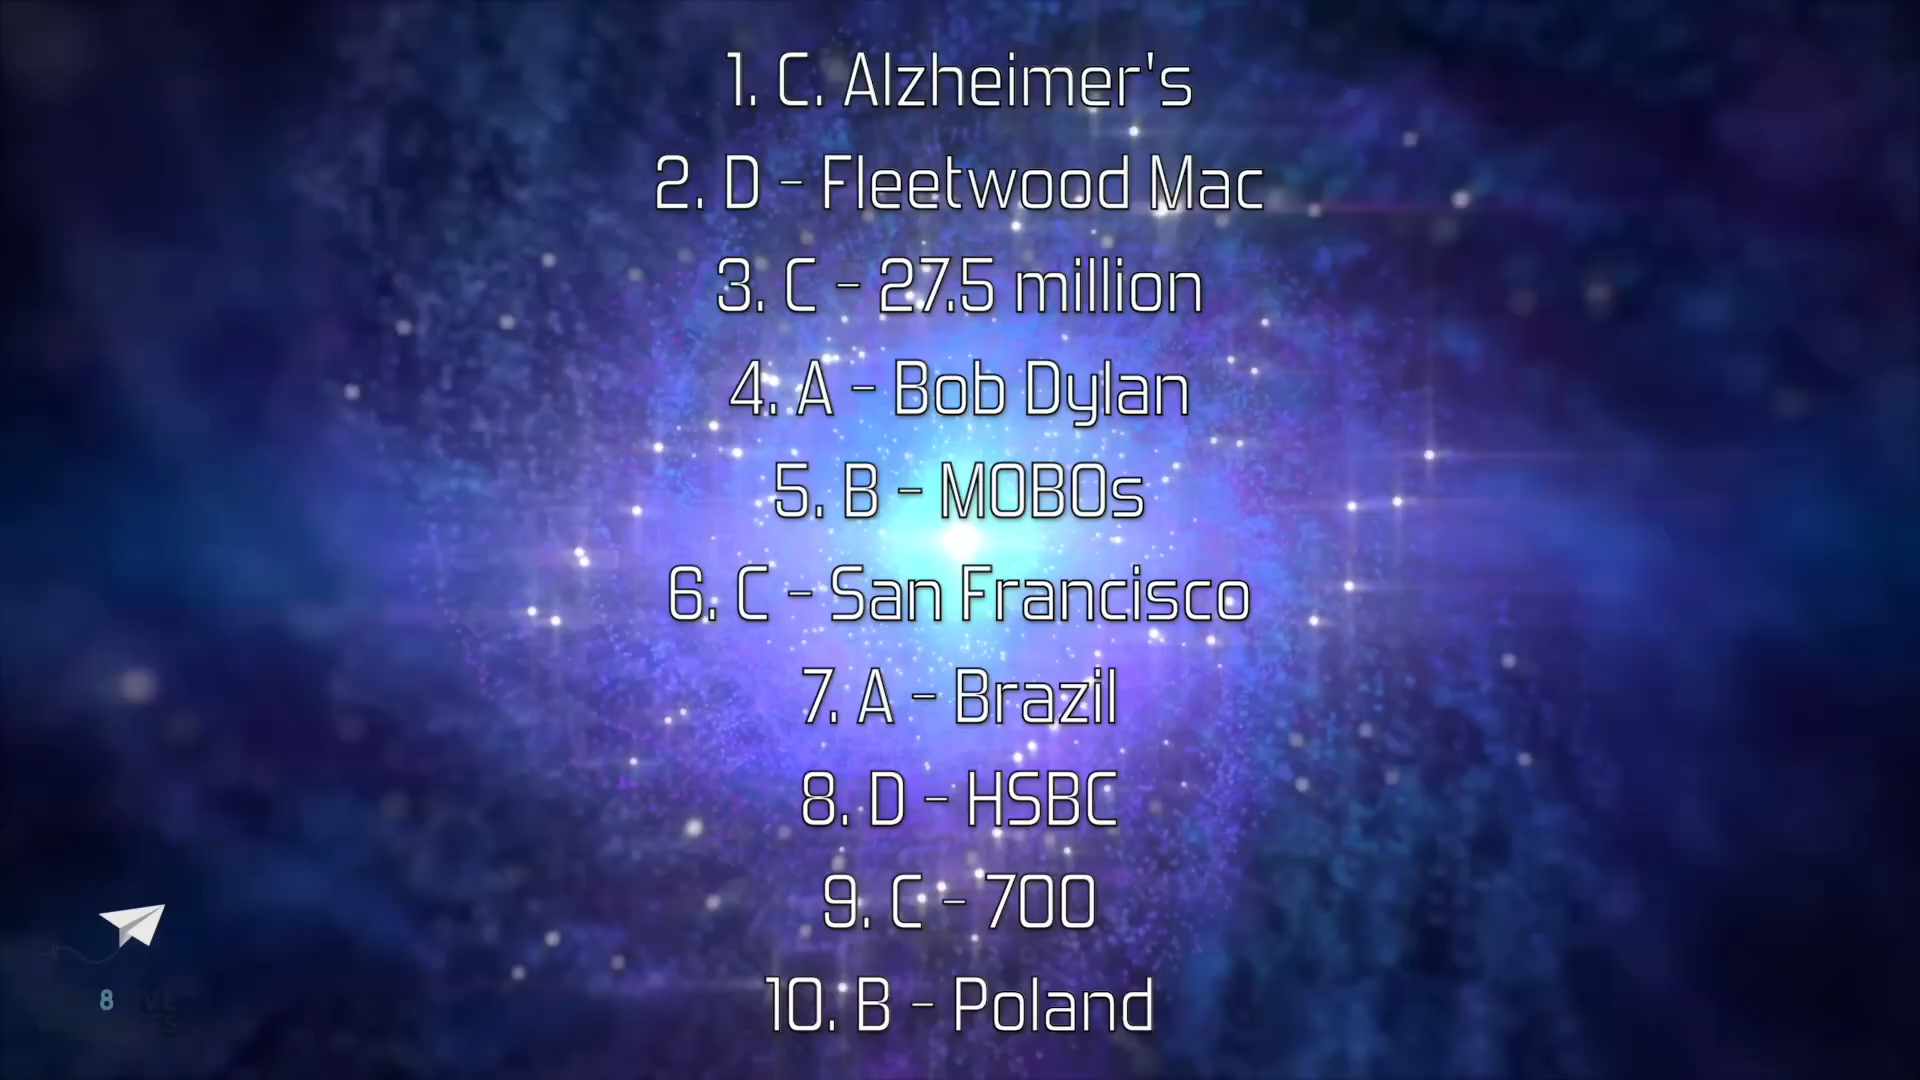 1. C. Alzheimer's
2. D - Fleetwood Mac
3. C - 27.5 million
4. A - Bob Dylan
5. B - MOBOs
6. C - San Francisco
7. A - Brazil
8. D - HSBC
9. C - 700
10. B - Poland
8